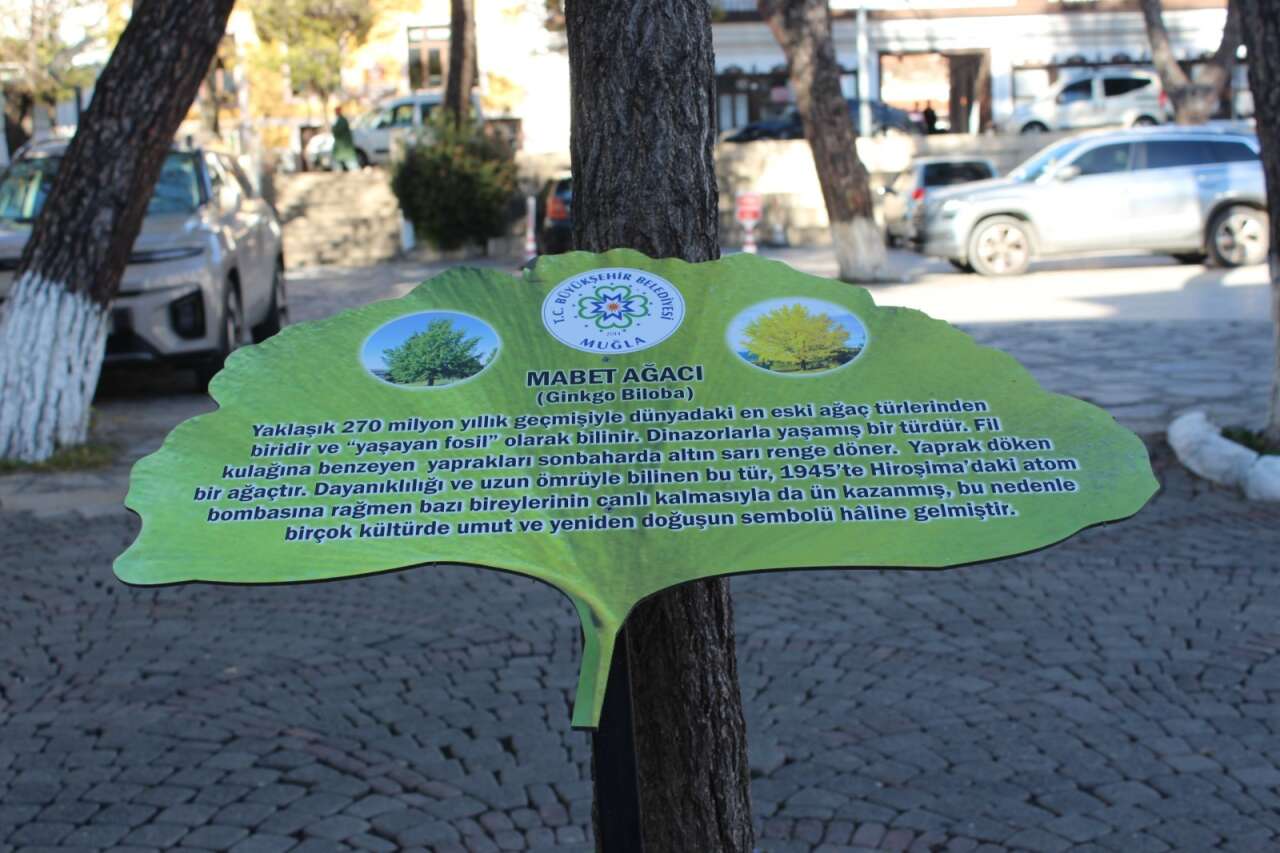 T.C. BÜYÜKŞEHİR BELEDİYESİ
2014
MUĞLA
MABET AĞACI
(Ginkgo Biloba)
Yaklaşık 270 milyon yıllık geçmişiyle dünyadaki en eski ağaç türlerinden
biridir ve “yaşayan fosil” olarak bilinir. Dinazorlarla yaşamış bir türdür. Fil
kulağına benzeyen yaprakları sonbaharda altın sarı renge döner. Yaprak döken
bir ağaçtır. Dayanıklılığı ve uzun ömrüyle bilinen bu tür, 1945’te Hiroşima’daki atom
bombasına rağmen bazı bireylerinin canlı kalmasıyla da ün kazanmış, bu nedenle
birçok kültürde umut ve yeniden doğuşun sembolü hâline gelmiştir.